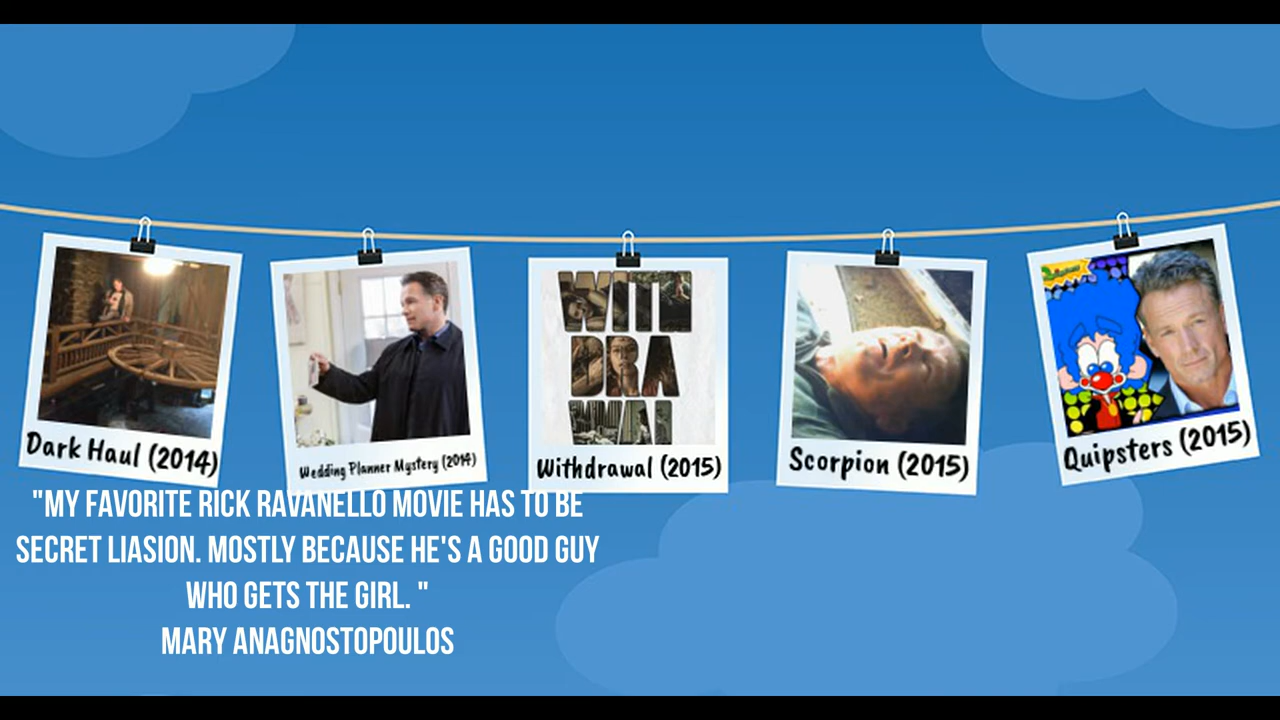 WITH
DRA
WAL
Dark Haul (2014)
Wedding Planner Mystery (2014)
Withdrawal (2015)
Scorpion (2015)
Quipsters (2015)
"MY FAVORITE RICK RAVANELLO MOVIE HAS TO BE
SECRET LIASION. MOSTLY BECAUSE HE'S A GOOD GUY
WHO GETS THE GIRL. "
MARY ANAGNOSTOPOULOS